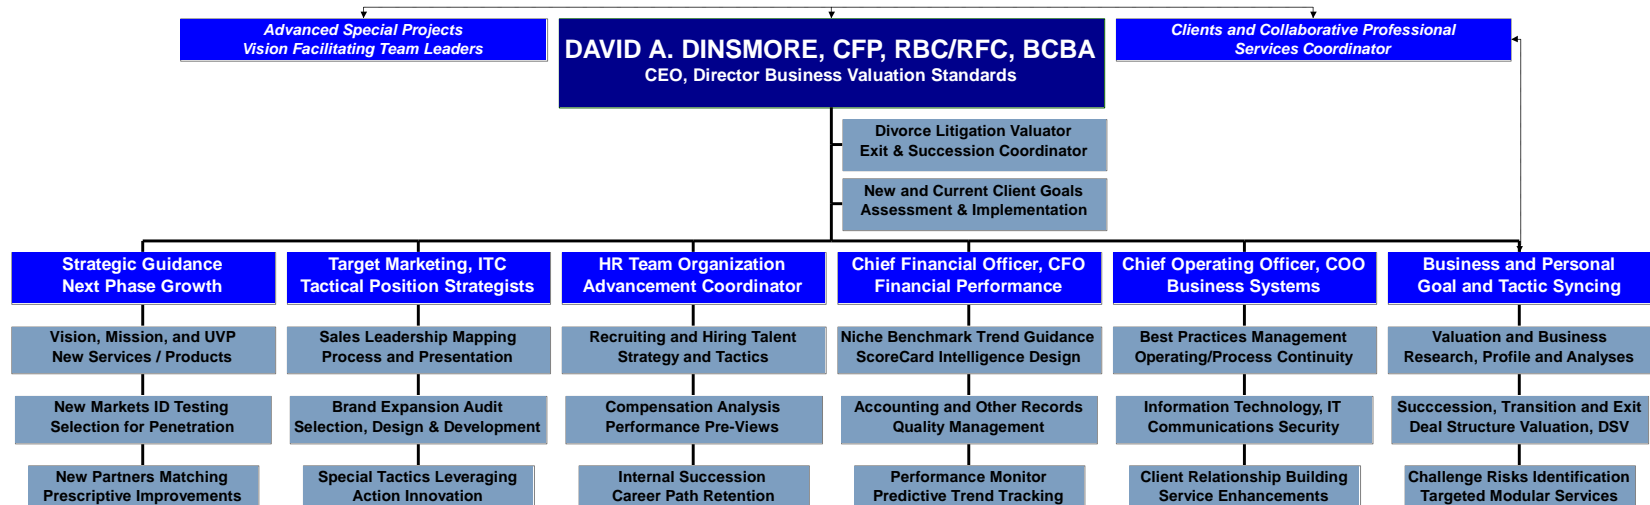 Advanced Special Projects
Vision Facilitating Team Leaders
DAVID A. DINSMORE, CFP, RBC/RFC, BCBA
CEO, Director Business Valuation Standards
Clients and Collaborative Professional
Services Coordinator
Divorce Litigation Valuator
Exit & Succession Coordinator
New and Current Client Goals
Assessment & Implementation
Strategic Guidance
Next Phase Growth
Target Marketing, ITC
Tactical Position Strategists
HR Team Organization
Advancement Coordinator
Chief Financial Officer, CFO
Financial Performance
Chief Operating Officer, COO
Business Systems
Business and Personal
Goal and Tactic Syncing
Vision, Mission, and UVP
New Services / Products
Sales Leadership Mapping
Process and Presentation
Recruiting and Hiring Talent
Strategy and Tactics
Niche Benchmark Trend Guidance
ScoreCard Intelligence Design
Best Practices Management
Operating/Process Continuity
Valuation and Business
Research, Profile and Analyses
New Markets ID Testing
Selection for Penetration
Brand Expansion Audit
Selection, Design & Development
Compensation Analysis
Performance Pre-Views
Accounting and Other Records
Quality Management
Information Technology, IT
Communications Security
Succcession, Transition and Exit
Deal Structure Valuation, DSV
New Partners Matching
Prescriptive Improvements
Special Tactics Leveraging
Action Innovation
Internal Succession
Career Path Retention
Performance Monitor
Predictive Trend Tracking
Client Relationship Building
Service Enhancements
Challenge Risks Identification
Targeted Modular Services